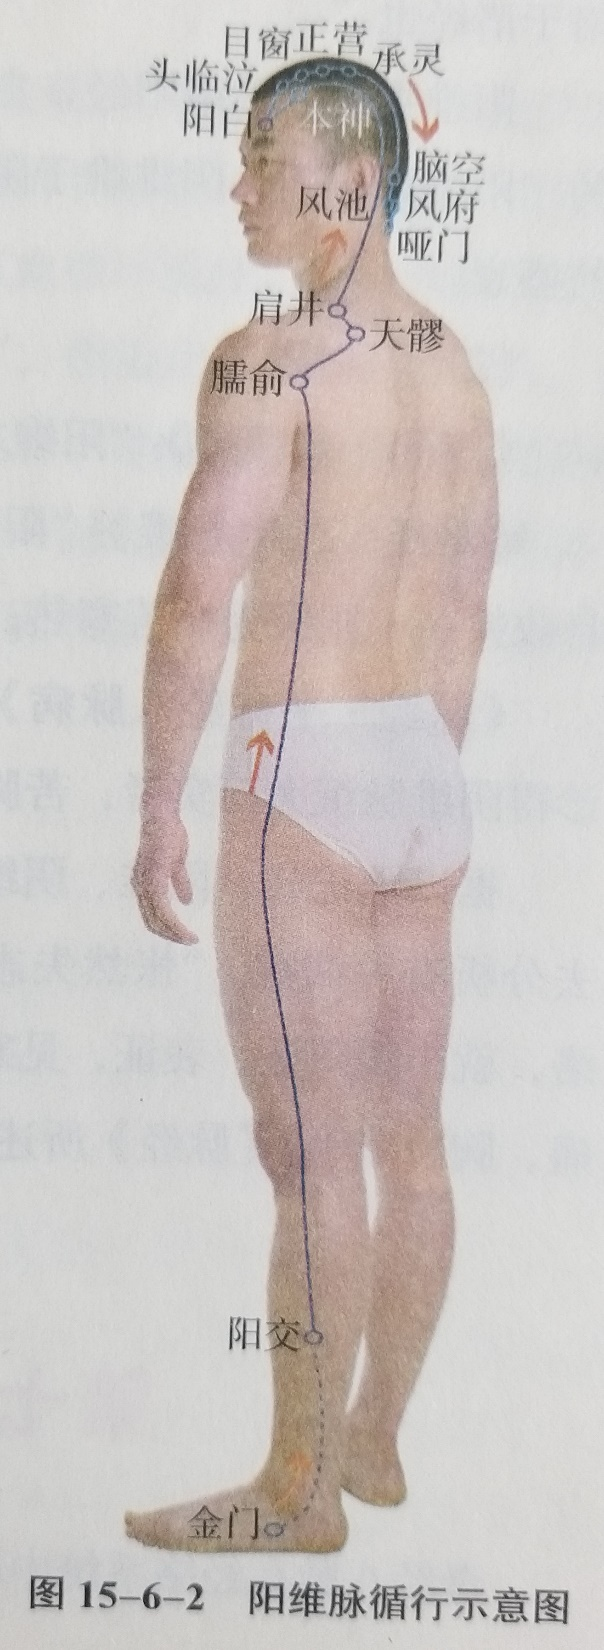 目窗正营
承灵
头临泣
阳白
本神
脑空
风池
风府
哑门
肩井
天髎
臑俞
阳交
金门
图 15-6-2 阳维脉循行示意图